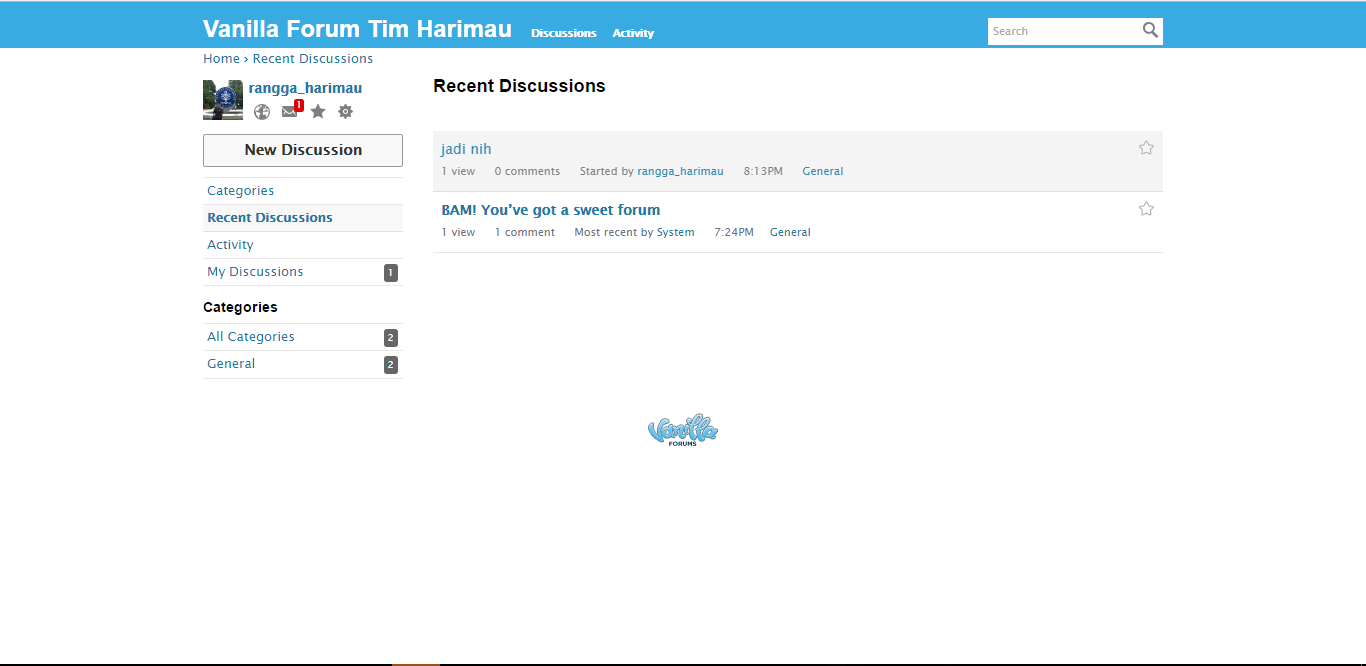 Vanilla Forum Tim Harimau Discussions Activity Search
Home › Recent Discussions
rangga_harimau
1
New Discussion
Categories
Recent Discussions
Activity
My Discussions 1
Categories
All Categories 2
General 2
Recent Discussions
jadi nih
1 view 0 comments Started by rangga_harimau 8:13PM General
BAM! You’ve got a sweet forum
1 view 1 comment Most recent by System 7:24PM General
Vanilla
FORUMS